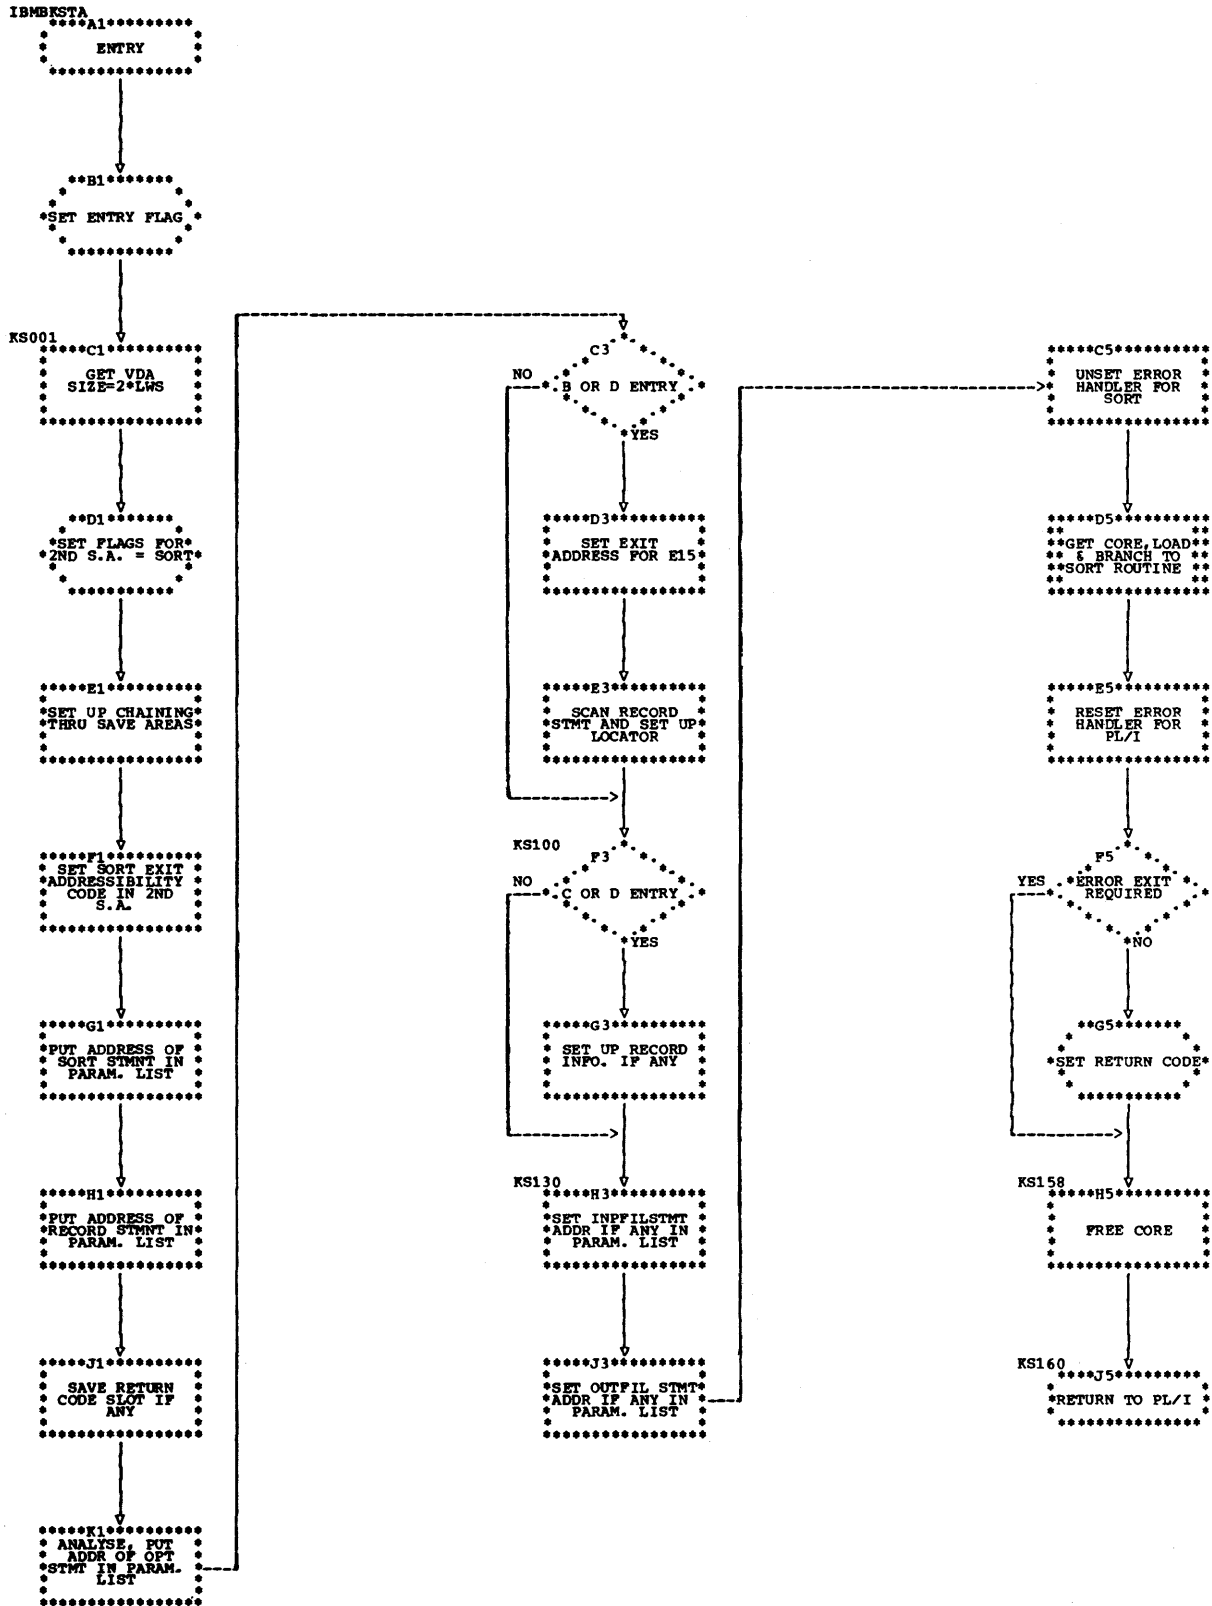 IBMBKSTA
A1
ENTRY
B1
SET ENTRY FLAG
KS001
C1
GET VDA
SIZE=2*LWS
D1
SET FLAGS FOR
2ND S.A. = SORT
E1
SET UP CHAINING
THRU SAVE AREAS
F1
SET SORT EXIT
ADDRESSIBILITY
CODE IN 2ND
S.A.
G1
PUT ADDRESS OF
SORT STMNT IN
PARAM. LIST
H1
PUT ADDRESS OF
RECORD STMNT IN
PARAM. LIST
J1
SAVE RETURN
CODE SLOT IF
ANY
K1
ANALYSE, PUT
ADDR OF OPT
STMT IN PARAM.
LIST
C3
NO
B OR D ENTRY
YES
D3
SET EXIT
ADDRESS FOR E15
E3
SCAN RECORD
STMT AND SET UP
LOCATOR
KS100
F3
NO
C OR D ENTRY
YES
G3
SET UP RECORD
INFO. IF ANY
KS130
H3
SET INPFILSTMT
ADDR IF ANY IN
PARAM. LIST
J3
SET OUTFIL STMT
ADDR IF ANY IN
PARAM. LIST
C5
UNSET ERROR
HANDLER FOR
SORT
D5
GET CORE,LOAD
& BRANCH TO
SORT ROUTINE
E5
RESET ERROR
HANDLER FOR
PL/I
F5
YES
ERROR EXIT
REQUIRED
NO
G5
SET RETURN CODE
KS158
H5
FREE CORE
KS160
J5
RETURN TO PL/I